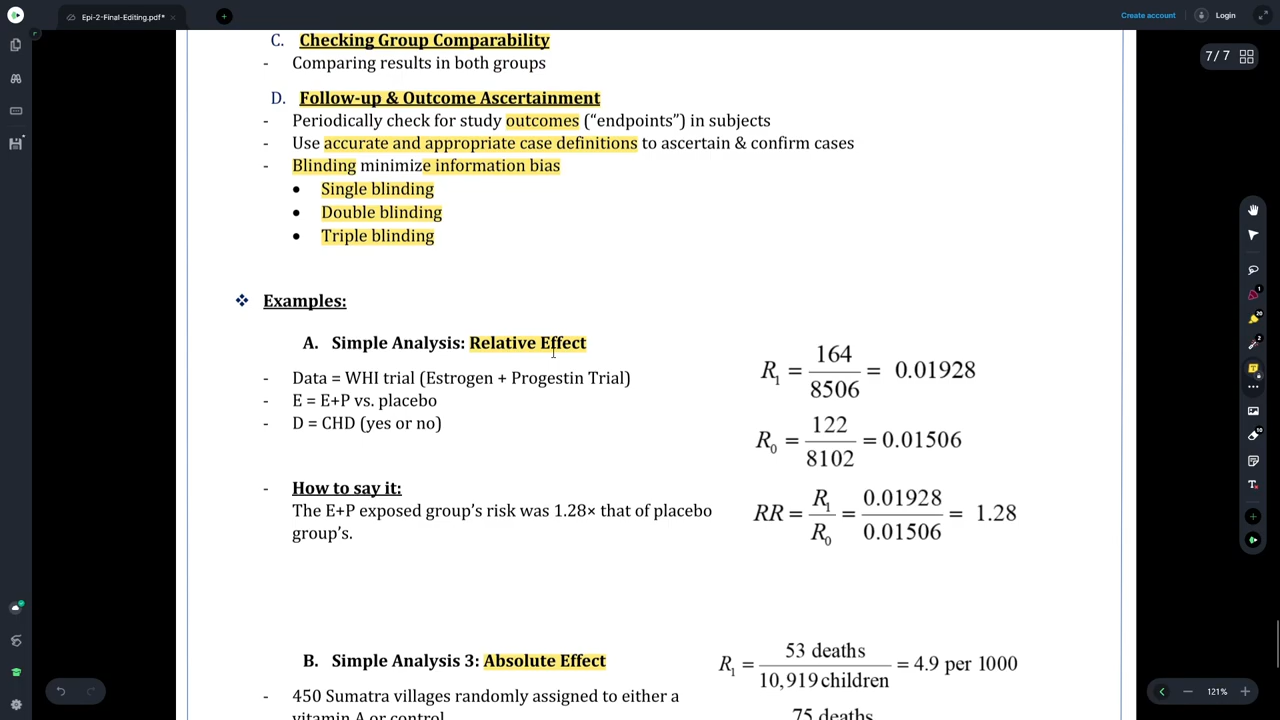 Epi-2-Final-Editing.pdf*
Create account
Login
7/7
C. Checking Group Comparability
- Comparing results in both groups
D. Follow-up & Outcome Ascertainment
- Periodically check for study outcomes (“endpoints”) in subjects
- Use accurate and appropriate case definitions to ascertain & confirm cases
- Blinding minimize information bias
• Single blinding
• Double blinding
• Triple blinding
❖ Examples:
A. Simple Analysis: Relative Effect
- Data = WHI trial (Estrogen + Progestin Trial)
- E = E+P vs. placebo
- D = CHD (yes or no)
R₁ = 164/8506 = 0.01928
R₀ = 122/8102 = 0.01506
- How to say it:
The E+P exposed group’s risk was 1.28× that of placebo
group’s.
RR = R₁/R₀ = 0.01928/0.01506 = 1.28
B. Simple Analysis 3: Absolute Effect
- 450 Sumatra villages randomly assigned to either a
vitamin A or control
R₁ = 53 deaths/10,919 children = 4.9 per 1000
75 deaths
121%